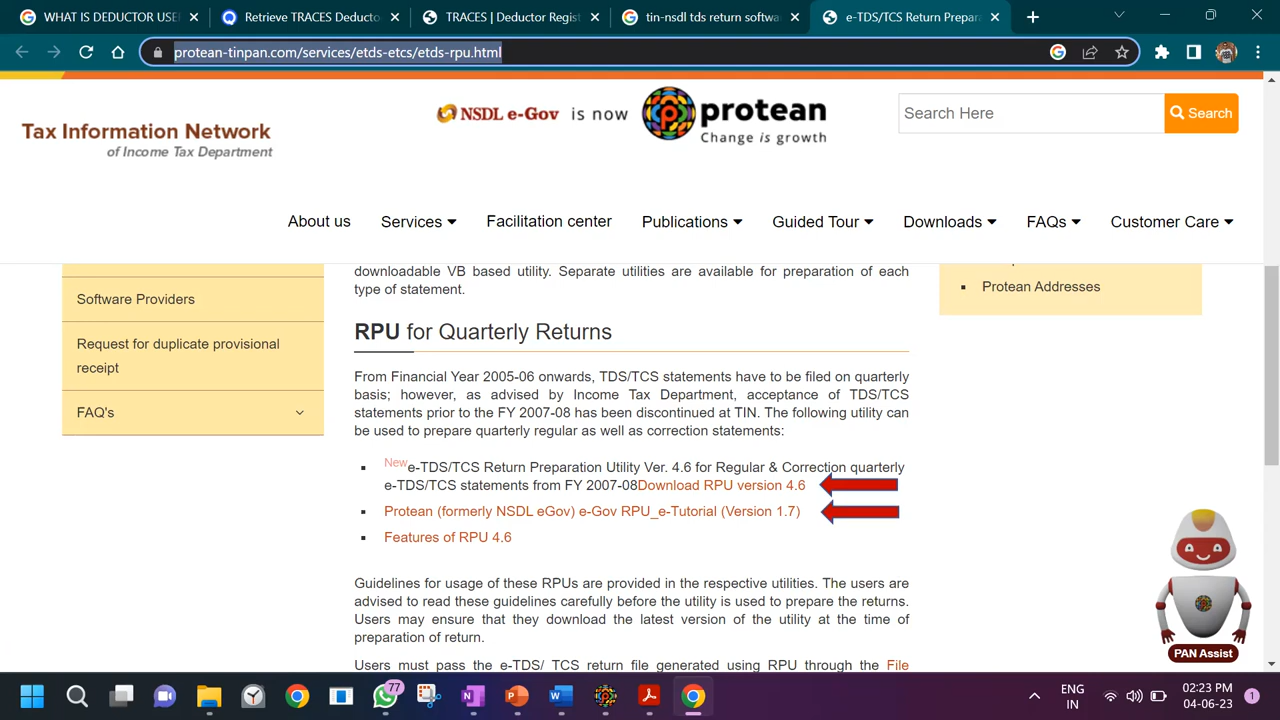 WHAT IS DEDUCTOR USE
Retrieve TRACES Deducto
TRACES | Deductor Regist
tin-nsdl tds return softwa
e-TDS/TCS Return Prepar
protean-tinpan.com/services/etds-etcs/etds-rpu.html
Tax Information Network
of Income Tax Department
NSDL e-Gov is now protean
Change is growth
Search Here
Search
About us
Services
Facilitation center
Publications
Guided Tour
Downloads
FAQs
Customer Care
Software Providers
Request for duplicate provisional
receipt
FAQ's
downloadable VB based utility. Separate utilities are available for preparation of each
type of statement.
RPU for Quarterly Returns
From Financial Year 2005-06 onwards, TDS/TCS statements have to be filed on quarterly
basis; however, as advised by Income Tax Department, acceptance of TDS/TCS
statements prior to the FY 2007-08 has been discontinued at TIN. The following utility can
be used to prepare quarterly regular as well as correction statements:
Newe-TDS/TCS Return Preparation Utility Ver. 4.6 for Regular & Correction quarterly
e-TDS/TCS statements from FY 2007-08Download RPU version 4.6
Protean (formerly NSDL eGov) e-Gov RPU_e-Tutorial (Version 1.7)
Features of RPU 4.6
Guidelines for usage of these RPUs are provided in the respective utilities. The users are
advised to read these guidelines carefully before the utility is used to prepare the returns.
Users may ensure that they download the latest version of the utility at the time of
preparation of return.
Users must pass the e-TDS/ TCS return file generated using RPU through the File
Protean Addresses
PAN Assist
77
ENG
IN
02:23 PM
04-06-23
1